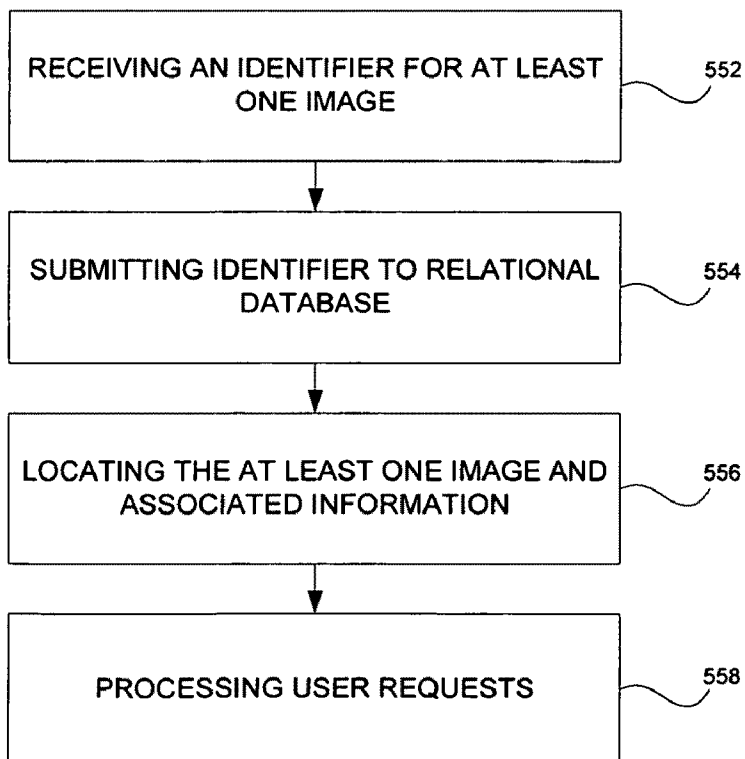 RECEIVING AN IDENTIFIER FOR AT LEAST
ONE IMAGE
552
SUBMITTING IDENTIFIER TO RELATIONAL
DATABASE
554
LOCATING THE AT LEAST ONE IMAGE AND
ASSOCIATED INFORMATION
556
PROCESSING USER REQUESTS
558